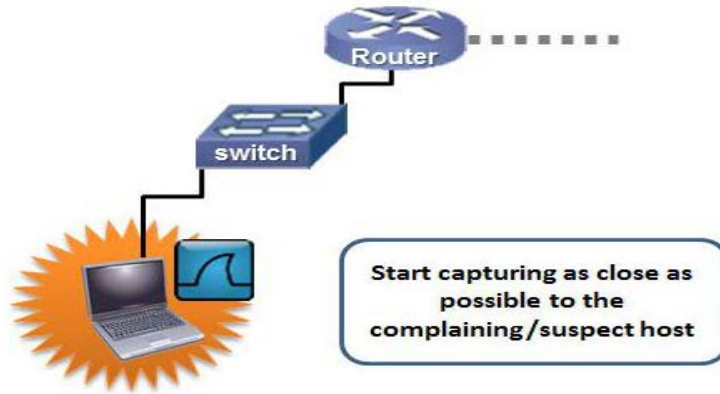 Router
switch
Start capturing as close as
possible to the
complaining/suspect host